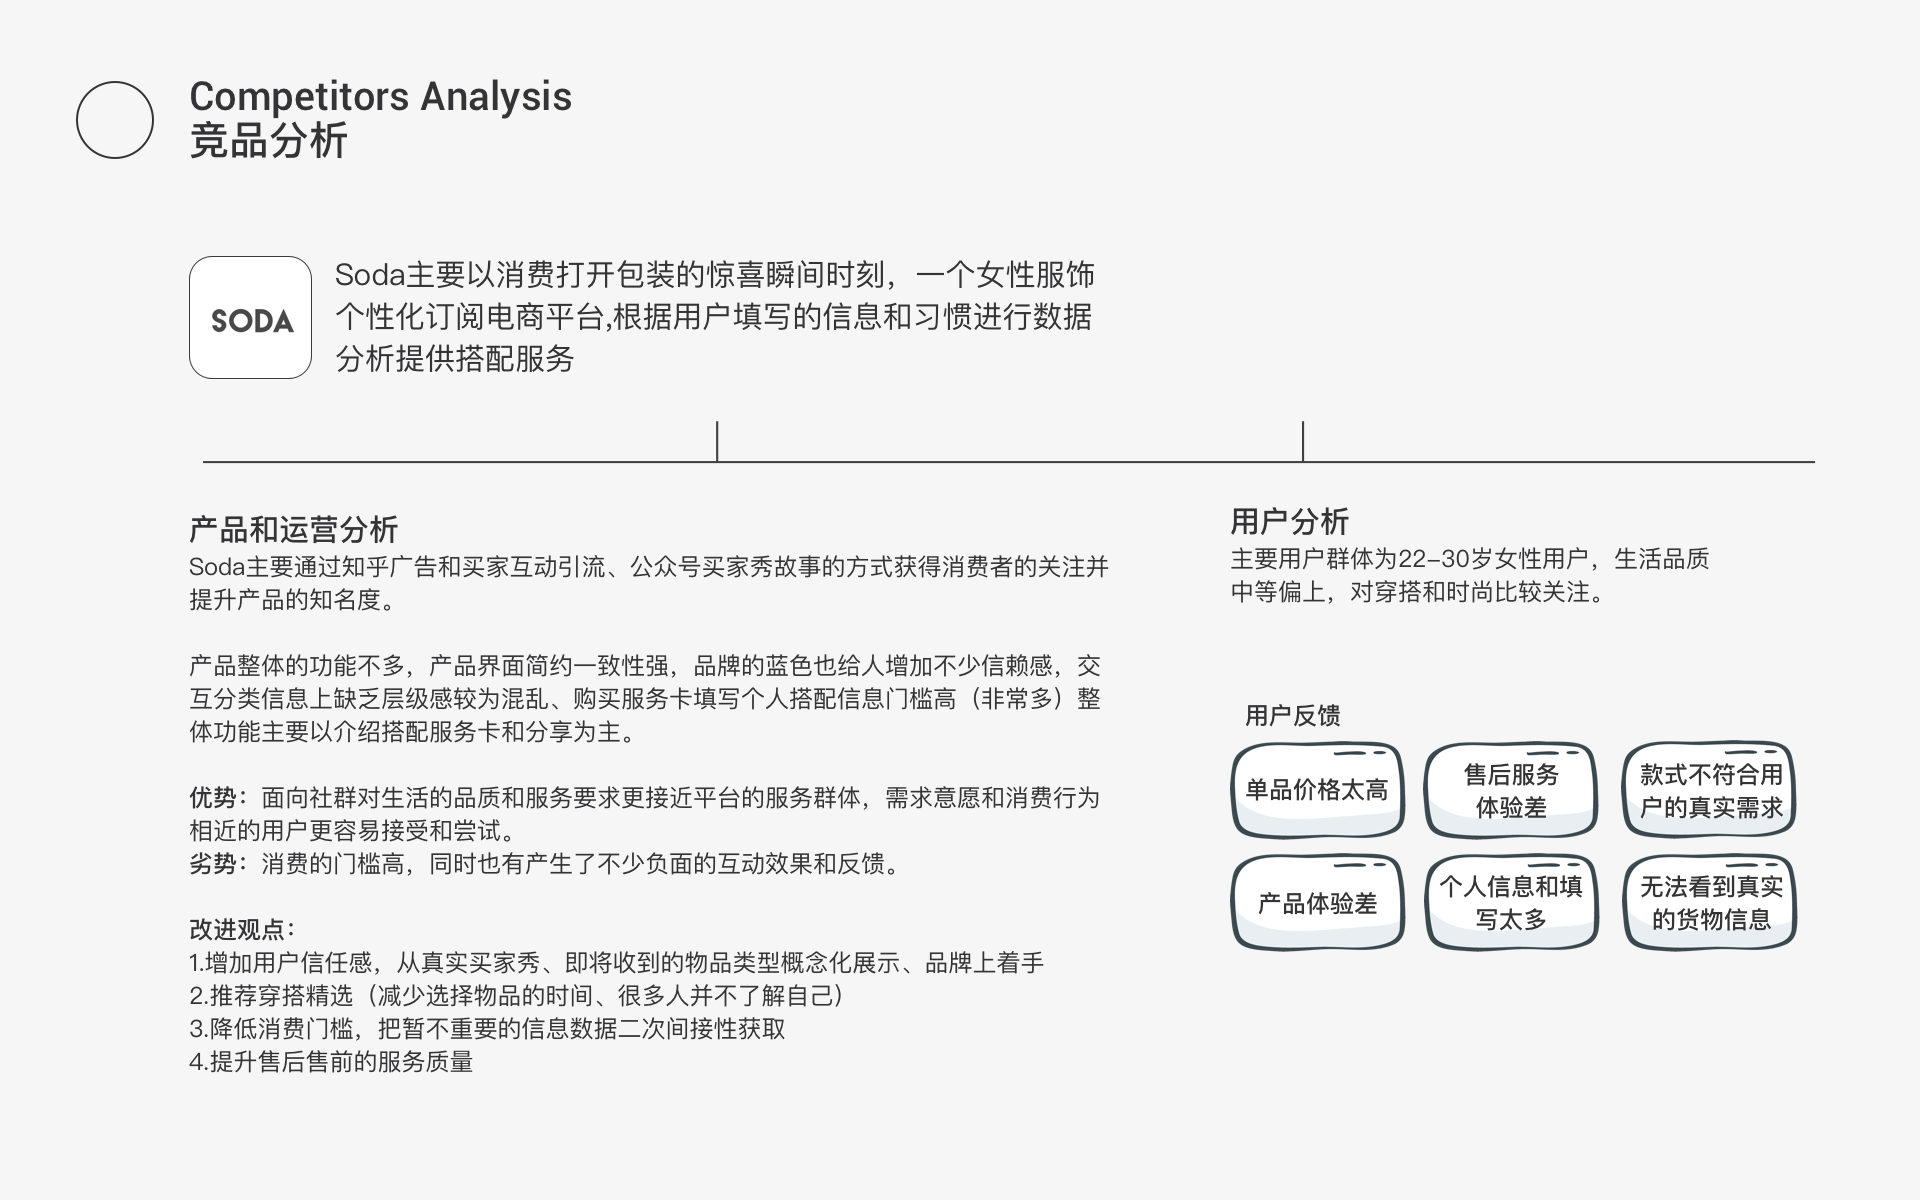 Competitors Analysis
竞品分析
SODA
Soda主要以消费打开包装的惊喜瞬间时刻，一个女性服饰
个性化订阅电商平台,根据用户填写的信息和习惯进行数据
分析提供搭配服务
产品和运营分析
Soda主要通过知乎广告和买家互动引流、公众号买家秀故事的方式获得消费者的关注并
提升产品的知名度。
产品整体的功能不多，产品界面简约一致性强，品牌的蓝色也给人增加不少信赖感，交
互分类信息上缺乏层级感较为混乱、购买服务卡填写个人搭配信息门槛高（非常多）整
体功能主要以介绍搭配服务卡和分享为主。
优势：面向社群对生活的品质和服务要求更接近平台的服务群体，需求意愿和消费行为
相近的用户更容易接受和尝试。
劣势：消费的门槛高，同时也有产生了不少负面的互动效果和反馈。
改进观点：
1.增加用户信任感，从真实买家秀、即将收到的物品类型概念化展示、品牌上着手
2.推荐穿搭精选（减少选择物品的时间、很多人并不了解自己）
3.降低消费门槛，把暂不重要的信息数据二次间接性获取
4.提升售后售前的服务质量
用户分析
主要用户群体为22–30岁女性用户，生活品质
中等偏上，对穿搭和时尚比较关注。
用户反馈
单品价格太高
售后服务
体验差
款式不符合用
户的真实需求
产品体验差
个人信息和填
写太多
无法看到真实
的货物信息